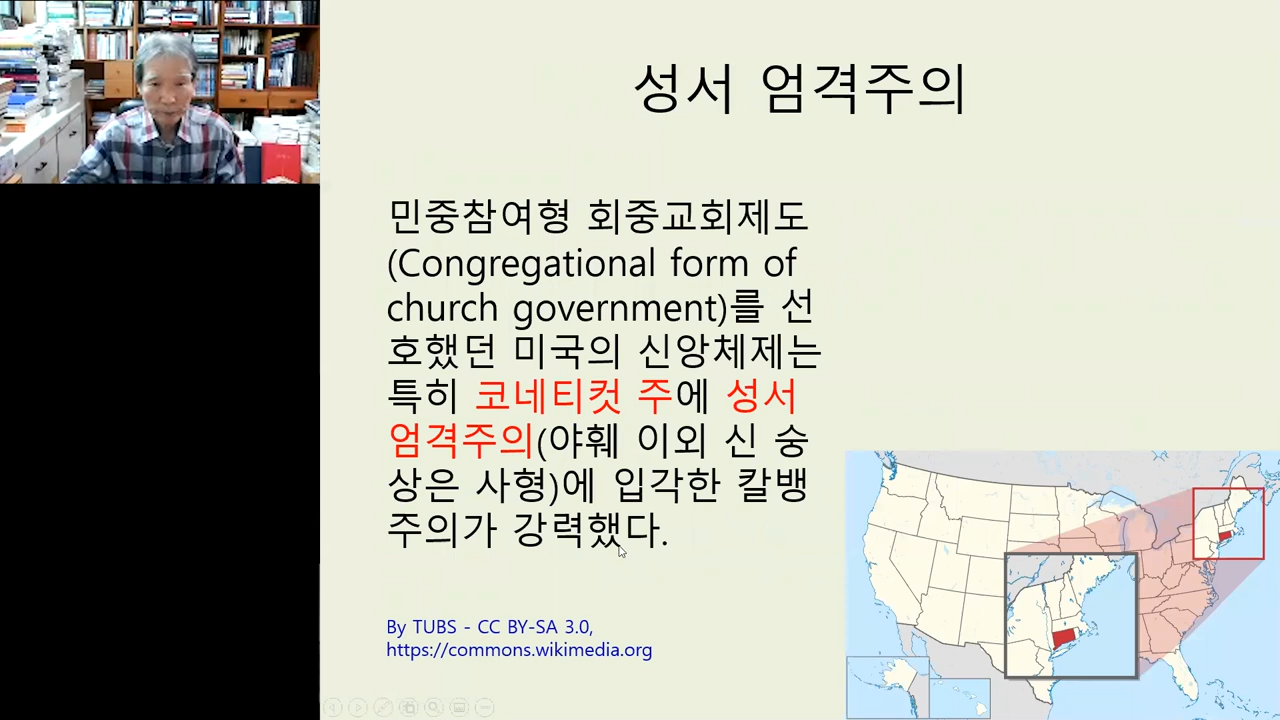 성서 엄격주의
민중참여형 회중교회제도
(Congregational form of
church government)를 선
호했던 미국의 신앙체제는
특히 코네티컷 주에 성서
엄격주의(야훼 이외 신 숭
상은 사형)에 입각한 칼뱅
주의가 강력했다.
By TUBS - CC BY-SA 3.0,
https://commons.wikimedia.org